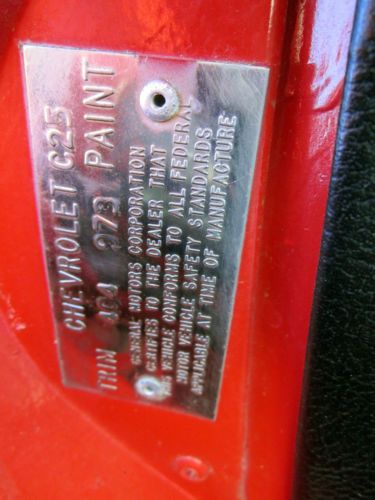 CHEVROLET C25
TRIM 404 973 PAINT
GENERAL MOTORS CORPORATION
CERTIFIES TO THE DEALER THAT
THIS VEHICLE CONFORMS TO ALL FEDERAL
MOTOR VEHICLE SAFETY STANDARDS
APPLICABLE AT TIME OF MANUFACTURE